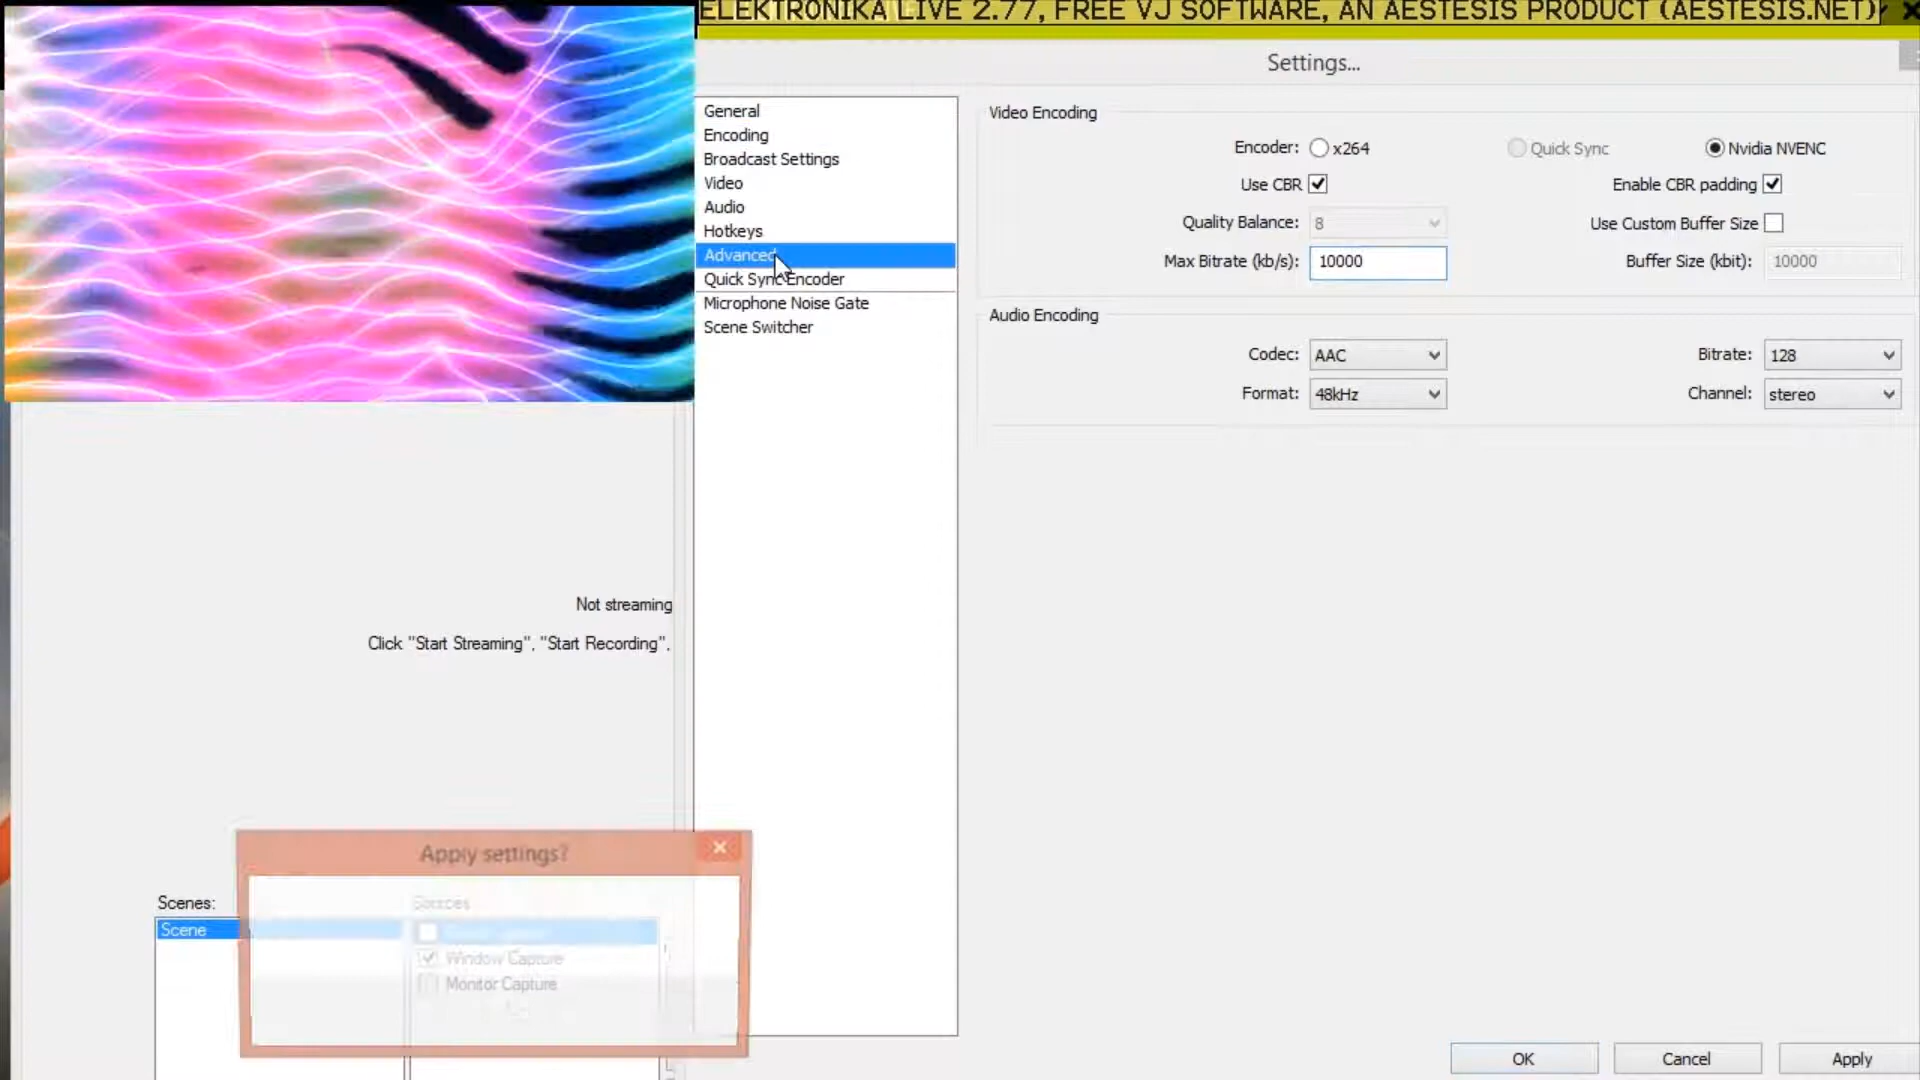 ELEKTRONIKA LIVE 2.77, FREE VJ SOFTWARE, AN AESTESIS PRODUCT (AESTESIS.NET)
Settings...
General
Encoding
Broadcast Settings
Video
Audio
Hotkeys
Advanced
Quick Sync Encoder
Microphone Noise Gate
Scene Switcher
Video Encoding
Encoder: x264 Quick Sync Nvidia NVENC
Use CBR Enable CBR padding
Quality Balance: 8 Use Custom Buffer Size
Max Bitrate (kb/s): 10000 Buffer Size (kbit): 10000
Audio Encoding
Codec: AAC Bitrate: 128
Format: 48kHz Channel: stereo
Not streaming
Click "Start Streaming", "Start Recording",
Apply settings?
Scenes: Sources
Scene
Window Capture
Monitor Capture
OK Cancel Apply